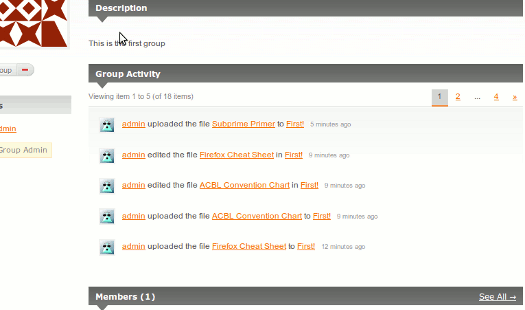 Description
This is the first group
oup
Group Activity
Viewing item 1 to 5 (of 18 items)
1 2 ... 4 »
s
admin uploaded the file Subprime Primer to First! 5 minutes ago
dmin
Group Admin
admin edited the file Firefox Cheat Sheet in First! 9 minutes ago
admin edited the file ACBL Convention Chart in First! 9 minutes ago
admin uploaded the file ACBL Convention Chart to First! 9 minutes ago
admin uploaded the file Firefox Cheat Sheet to First! 12 minutes ago
Members (1)
See All →